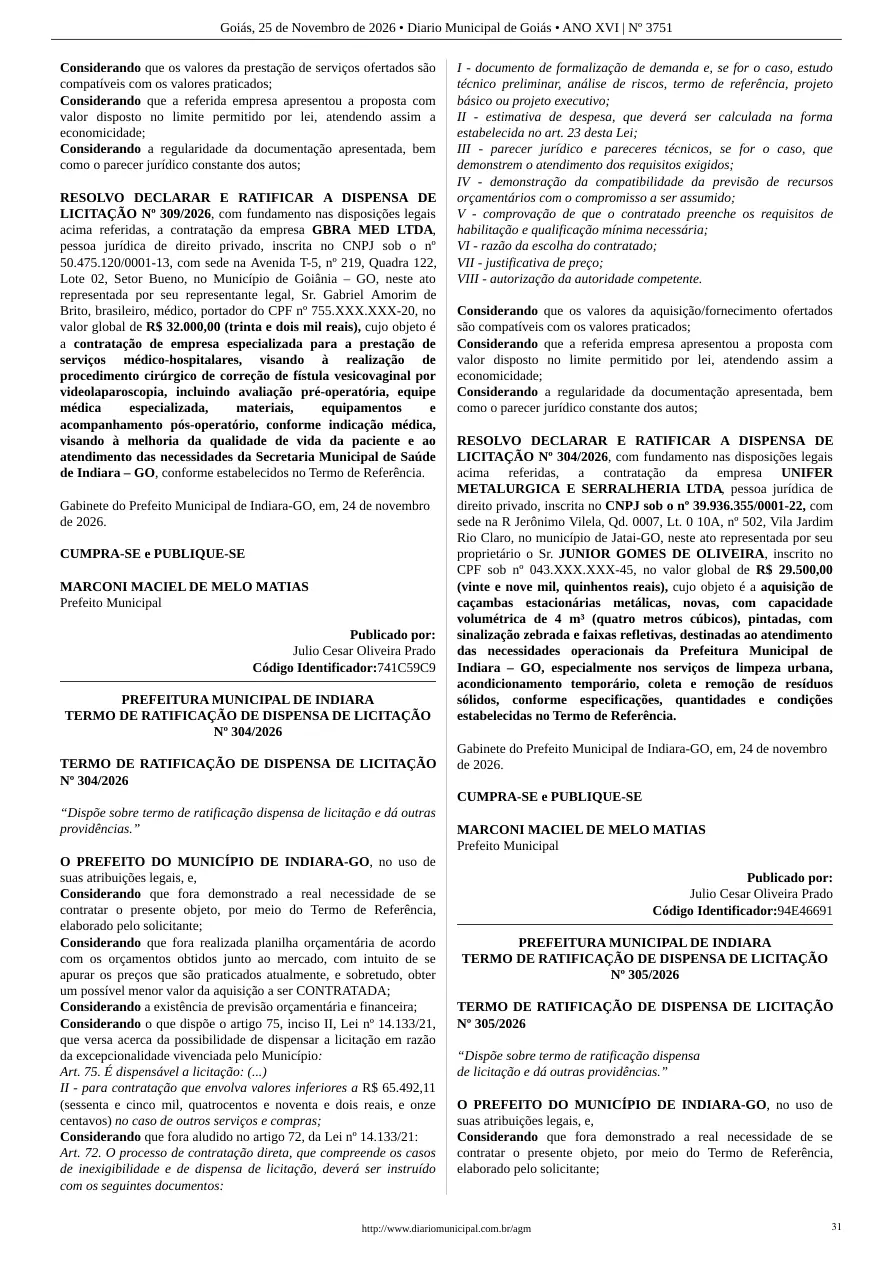 Goiás, 25 de Novembro de 2026 • Diario Municipal de Goiás • ANO XVI | Nº 3751
Considerando que os valores da prestação de serviços ofertados são
compatíveis com os valores praticados;
Considerando que a referida empresa apresentou a proposta com
valor disposto no limite permitido por lei, atendendo assim a
economicidade;
Considerando a regularidade da documentação apresentada, bem
como o parecer jurídico constante dos autos;
RESOLVO DECLARAR E RATIFICAR A DISPENSA DE
LICITAÇÃO Nº 309/2026, com fundamento nas disposições legais
acima referidas, a contratação da empresa GBRA MED LTDA,
pessoa jurídica de direito privado, inscrita no CNPJ sob o nº
50.475.120/0001-13, com sede na Avenida T-5, nº 219, Quadra 122,
Lote 02, Setor Bueno, no Município de Goiânia – GO, neste ato
representada por seu representante legal, Sr. Gabriel Amorim de
Brito, brasileiro, médico, portador do CPF nº 755.XXX.XXX-20, no
valor global de R$ 32.000,00 (trinta e dois mil reais), cujo objeto é
a contratação de empresa especializada para a prestação de
serviços médico-hospitalares, visando à realização de
procedimento cirúrgico de correção de fístula vesicovaginal por
videolaparoscopia, incluindo avaliação pré-operatória, equipe
médica especializada, materiais, equipamentos e
acompanhamento pós-operatório, conforme indicação médica,
visando à melhoria da qualidade de vida da paciente e ao
atendimento das necessidades da Secretaria Municipal de Saúde
de Indiara – GO, conforme estabelecidos no Termo de Referência.
Gabinete do Prefeito Municipal de Indiara-GO, em, 24 de novembro
de 2026.
CUMPRA-SE e PUBLIQUE-SE
MARCONI MACIEL DE MELO MATIAS
Prefeito Municipal
Publicado por:
Julio Cesar Oliveira Prado
Código Identificador:741C59C9
PREFEITURA MUNICIPAL DE INDIARA
TERMO DE RATIFICAÇÃO DE DISPENSA DE LICITAÇÃO
Nº 304/2026
TERMO DE RATIFICAÇÃO DE DISPENSA DE LICITAÇÃO
Nº 304/2026
“Dispõe sobre termo de ratificação dispensa de licitação e dá outras
providências.”
O PREFEITO DO MUNICÍPIO DE INDIARA-GO, no uso de
suas atribuições legais, e,
Considerando que fora demonstrado a real necessidade de se
contratar o presente objeto, por meio do Termo de Referência,
elaborado pelo solicitante;
Considerando que fora realizada planilha orçamentária de acordo
com os orçamentos obtidos junto ao mercado, com intuito de se
apurar os preços que são praticados atualmente, e sobretudo, obter
um possível menor valor da aquisição a ser CONTRATADA;
Considerando a existência de previsão orçamentária e financeira;
Considerando o que dispõe o artigo 75, inciso II, Lei nº 14.133/21,
que versa acerca da possibilidade de dispensar a licitação em razão
da excepcionalidade vivenciada pelo Município:
Art. 75. É dispensável a licitação: (...)
II - para contratação que envolva valores inferiores a R$ 65.492,11
(sessenta e cinco mil, quatrocentos e noventa e dois reais, e onze
centavos) no caso de outros serviços e compras;
Considerando que fora aludido no artigo 72, da Lei nº 14.133/21:
Art. 72. O processo de contratação direta, que compreende os casos
de inexigibilidade e de dispensa de licitação, deverá ser instruído
com os seguintes documentos:
I - documento de formalização de demanda e, se for o caso, estudo
técnico preliminar, análise de riscos, termo de referência, projeto
básico ou projeto executivo;
II - estimativa de despesa, que deverá ser calculada na forma
estabelecida no art. 23 desta Lei;
III - parecer jurídico e pareceres técnicos, se for o caso, que
demonstrem o atendimento dos requisitos exigidos;
IV - demonstração da compatibilidade da previsão de recursos
orçamentários com o compromisso a ser assumido;
V - comprovação de que o contratado preenche os requisitos de
habilitação e qualificação mínima necessária;
VI - razão da escolha do contratado;
VII - justificativa de preço;
VIII - autorização da autoridade competente.
Considerando que os valores da aquisição/fornecimento ofertados
são compatíveis com os valores praticados;
Considerando que a referida empresa apresentou a proposta com
valor disposto no limite permitido por lei, atendendo assim a
economicidade;
Considerando a regularidade da documentação apresentada, bem
como o parecer jurídico constante dos autos;
RESOLVO DECLARAR E RATIFICAR A DISPENSA DE
LICITAÇÃO Nº 304/2026, com fundamento nas disposições legais
acima referidas, a contratação da empresa UNIFER
METALURGICA E SERRALHERIA LTDA, pessoa jurídica de
direito privado, inscrita no CNPJ sob o nº 39.936.355/0001-22, com
sede na R Jerônimo Vilela, Qd. 0007, Lt. 0 10A, nº 502, Vila Jardim
Rio Claro, no município de Jatai-GO, neste ato representada por seu
proprietário o Sr. JUNIOR GOMES DE OLIVEIRA, inscrito no
CPF sob nº 043.XXX.XXX-45, no valor global de R$ 29.500,00
(vinte e nove mil, quinhentos reais), cujo objeto é a aquisição de
caçambas estacionárias metálicas, novas, com capacidade
volumétrica de 4 m³ (quatro metros cúbicos), pintadas, com
sinalização zebrada e faixas refletivas, destinadas ao atendimento
das necessidades operacionais da Prefeitura Municipal de
Indiara – GO, especialmente nos serviços de limpeza urbana,
acondicionamento temporário, coleta e remoção de resíduos
sólidos, conforme especificações, quantidades e condições
estabelecidas no Termo de Referência.
Gabinete do Prefeito Municipal de Indiara-GO, em, 24 de novembro
de 2026.
CUMPRA-SE e PUBLIQUE-SE
MARCONI MACIEL DE MELO MATIAS
Prefeito Municipal
Publicado por:
Julio Cesar Oliveira Prado
Código Identificador:94E46691
PREFEITURA MUNICIPAL DE INDIARA
TERMO DE RATIFICAÇÃO DE DISPENSA DE LICITAÇÃO
Nº 305/2026
TERMO DE RATIFICAÇÃO DE DISPENSA DE LICITAÇÃO
Nº 305/2026
“Dispõe sobre termo de ratificação dispensa
de licitação e dá outras providências.”
O PREFEITO DO MUNICÍPIO DE INDIARA-GO, no uso de
suas atribuições legais, e,
Considerando que fora demonstrado a real necessidade de se
contratar o presente objeto, por meio do Termo de Referência,
elaborado pelo solicitante;
http://www.diariomunicipal.com.br/agm
31